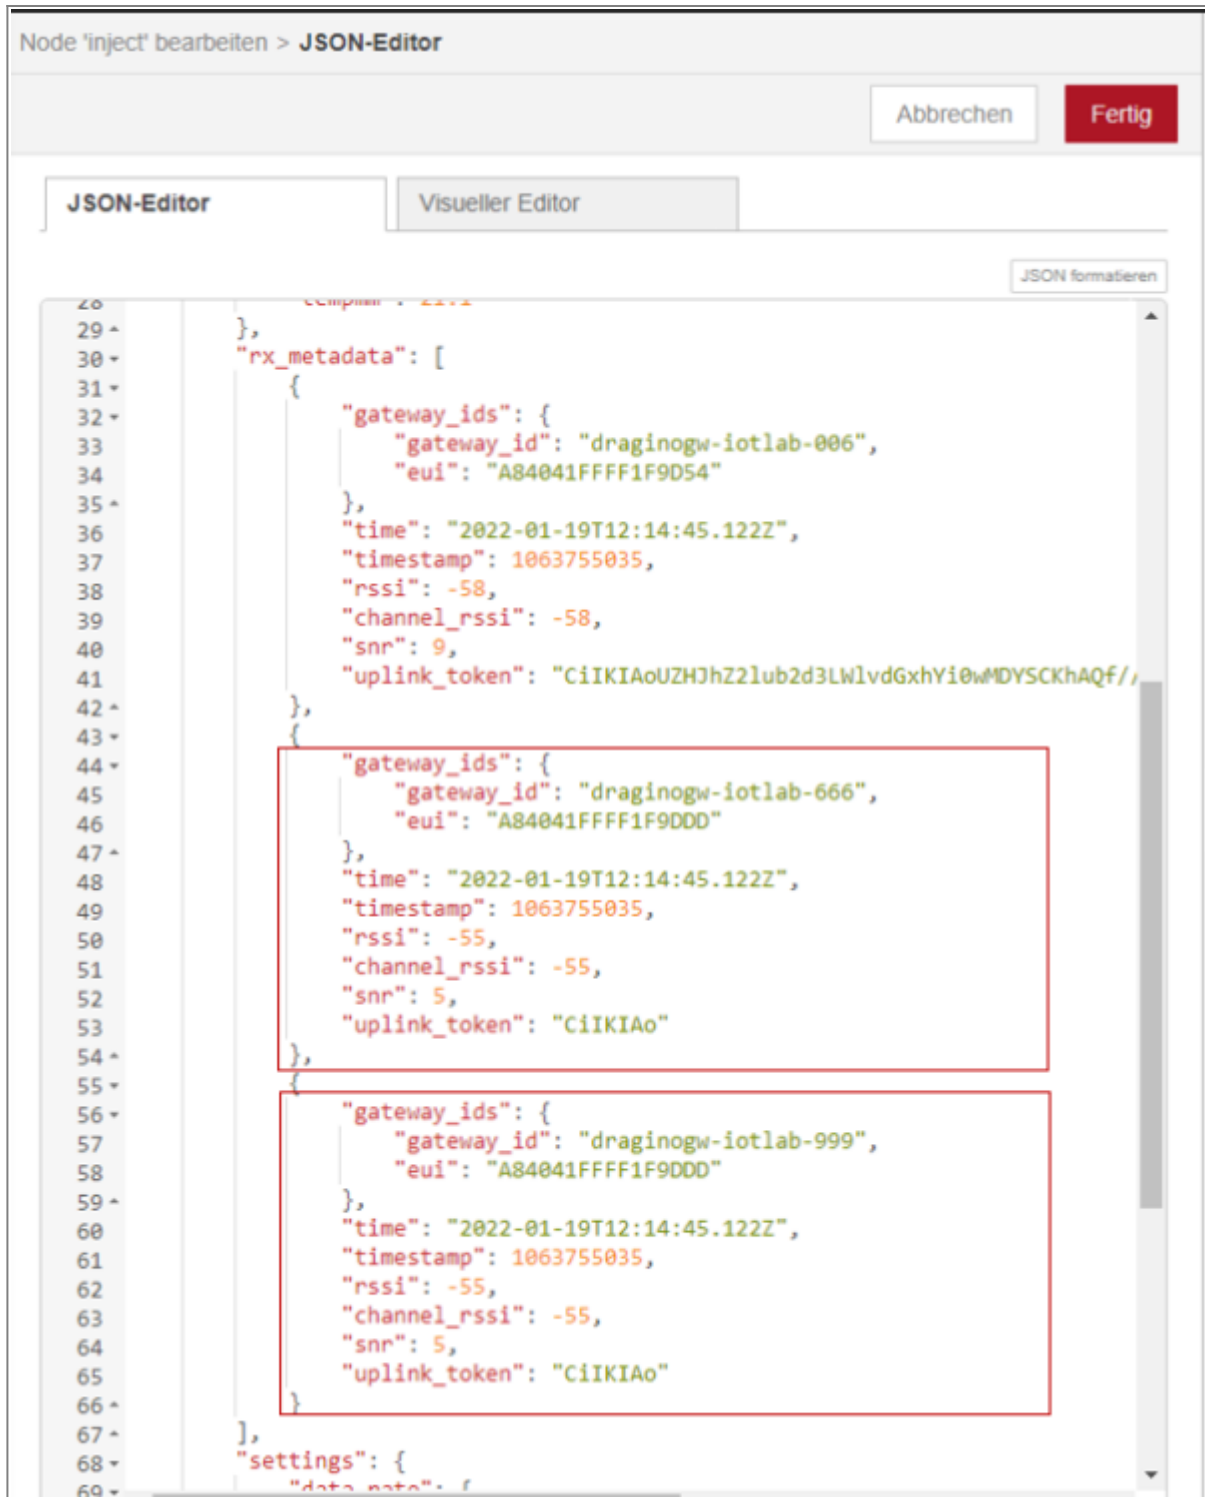 Node 'inject' bearbeiten > JSON-Editor
Abbrechen Fertig
JSON-Editor Visueller Editor
JSON formatieren
28 "tempmw": 21.1
29 },
30 "rx_metadata": [
31 {
32 "gateway_ids": {
33 "gateway_id": "draginogw-iotlab-006",
34 "eui": "A84041FFFF1F9D54"
35 },
36 "time": "2022-01-19T12:14:45.122Z",
37 "timestamp": 1063755035,
38 "rssi": -58,
39 "channel_rssi": -58,
40 "snr": 9,
41 "uplink_token": "CiIKIAoUZHJhZ2lub2d3LWlvdGxhYi0wMDYSCKhAQf//
42 },
43 {
44 "gateway_ids": {
45 "gateway_id": "draginogw-iotlab-666",
46 "eui": "A84041FFFF1F9DDD"
47 },
48 "time": "2022-01-19T12:14:45.122Z",
49 "timestamp": 1063755035,
50 "rssi": -55,
51 "channel_rssi": -55,
52 "snr": 5,
53 "uplink_token": "CiIKIAo"
54 },
55 {
56 "gateway_ids": {
57 "gateway_id": "draginogw-iotlab-999",
58 "eui": "A84041FFFF1F9DDD"
59 },
60 "time": "2022-01-19T12:14:45.122Z",
61 "timestamp": 1063755035,
62 "rssi": -55,
63 "channel_rssi": -55,
64 "snr": 5,
65 "uplink_token": "CiIKIAo"
66 }
67 ],
68 "settings": {
69 "data_rate": {